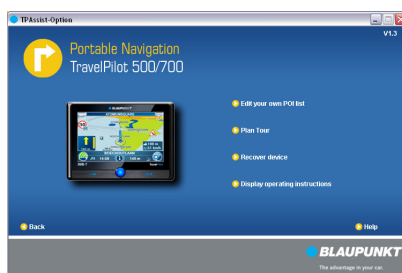 TPAssist-Option
V1.3
Portable Navigation
TravelPilot 500/700
BLAUPUNKT
Edit your own POI list
Plan Tour
Recover device
Display operating instructions
Back
Help
BLAUPUNKT
The advantage in your car.